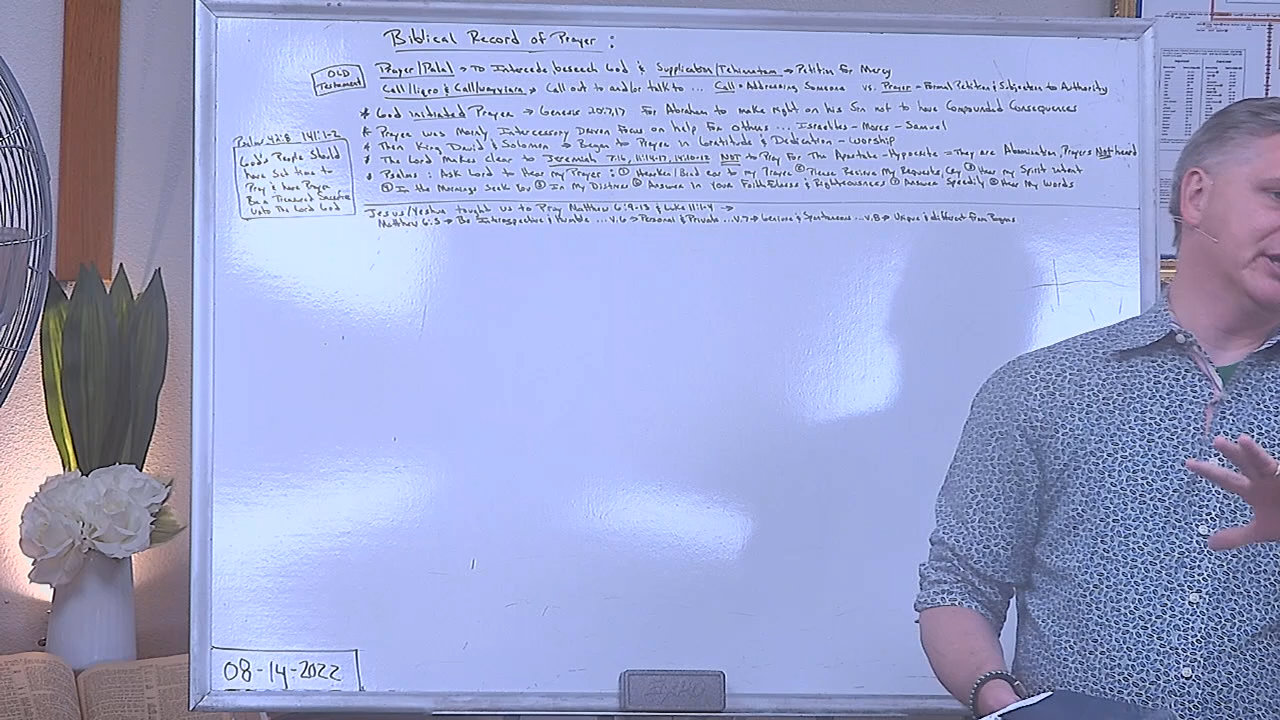 Biblical Record of Prayer :
OLD
Testament
Prayer/Palal → Intervene in, beseech God & Supplication/Techinnah → Petition for Mercy
Call/liqro & Call/wayyiq Call out to and/or talk to ... Call = Addressing Someone vs. Prayer = Formal Petition & Subjection to Authority
* God initiated Prayer → Genesis 20:7,17 For Abraham to make right on his Sin not to have Compounded Consequences
* Prayer was Mainly Intercessory Driven Focus on help for others ... Israelites - Moses - Samuel
* Then King David & Solomon → Began to Prayer in Gratitude & Dedication - Worship
* The Lord Makes clear to Jeremiah 7:16, 11:14-17, 14:10-12 NOT to Pray For The Apostate - Hypocrite = They are Abomination, Prayers Not heard
* Psalms : Ask Lord to Hear my Prayer : ① Hearken/Bend ear to my Prayer ② Please Receive My Requests, Cry ③ Hear my Spirit intent
In the Mornings Seek You ⑤ In My Distress ⑥ Answer in Your Faithfulness & Righteousness ⑦ Answer Speedily ⑧ Hear My Words
Psalm 42:8 141:1-2
God's People Should
have Set time to
Pray & have Prayer
Be a Treasured
Unto The Lord God
Jesus/Yeshua Taught us to Pray Matthew 6:5-13 & Luke 11:1-4 →
Matthew 6:5 → Be Introspective & Humble ... v.6 → Personal & Private ... v.7 → Genuine & Spontaneous ... v.8 → Unique & different from Pagans
08-14-2022
EXPO